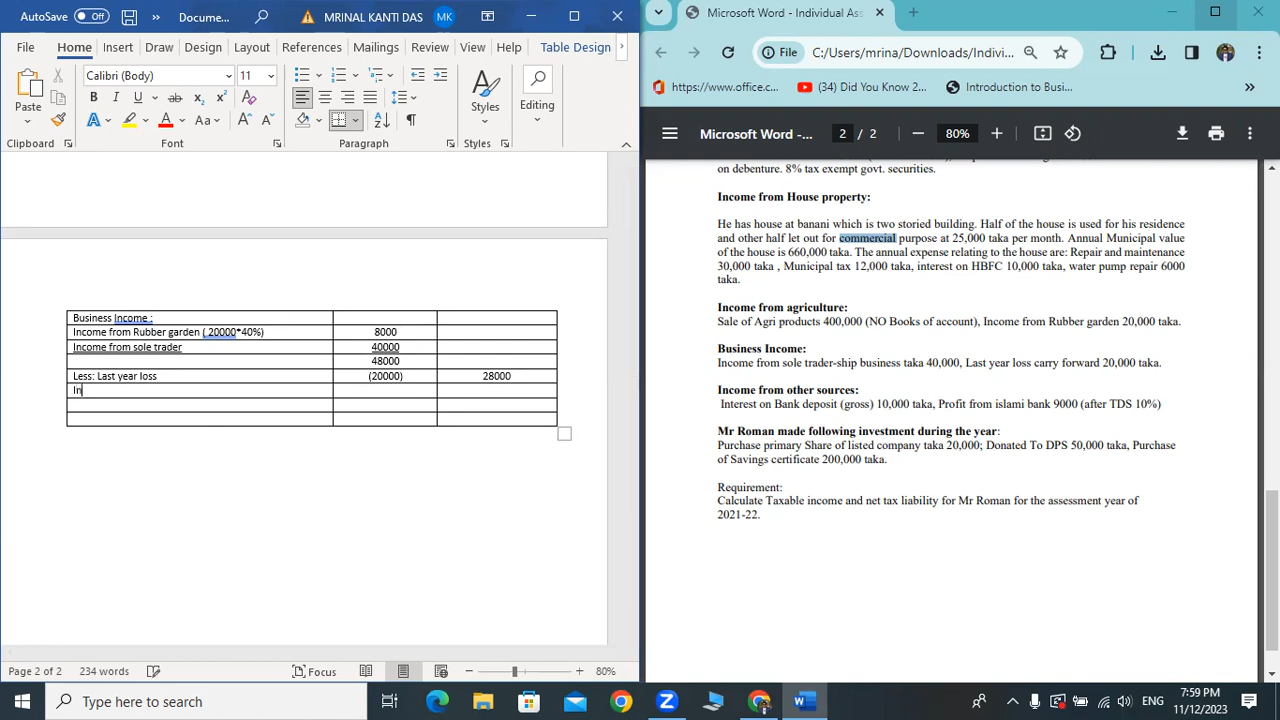 AutoSave Off Docume... MRINAL KANTI DAS MK
File Home Insert Draw Design Layout References Mailings Review View Help Table Design
Paste
Calibri (Body) 11
Styles
Editing
Clipboard Font Paragraph Styles
Business Income :
Income from Rubber garden ( 20000*40%) 8000
Income from sole trader 40000
48000
Less: Last year loss (20000) 28000
In
Page 2 of 2 234 words Focus 80%
Microsoft Word - Individual Ass
File C:/Users/mrina/Downloads/Indivi...
https://www.office.c... (34) Did You Know 2... Introduction to Busi...
Microsoft Word -... 2 / 2 80%
on debenture. 8% tax exempt govt. securities.
Income from House property:
He has house at banani which is two storied building. Half of the house is used for his residence
and other half let out for commercial purpose at 25,000 taka per month. Annual Municipal value
of the house is 660,000 taka. The annual expense relating to the house are: Repair and maintenance
30,000 taka , Municipal tax 12,000 taka, interest on HBFC 10,000 taka, water pump repair 6000
taka.
Income from agriculture:
Sale of Agri products 400,000 (NO Books of account), Income from Rubber garden 20,000 taka.
Business Income:
Income from sole trader-ship business taka 40,000, Last year loss carry forward 20,000 taka.
Income from other sources:
Interest on Bank deposit (gross) 10,000 taka, Profit from islami bank 9000 (after TDS 10%)
Mr Roman made following investment during the year:
Purchase primary Share of listed company taka 20,000; Donated To DPS 50,000 taka, Purchase
of Savings certificate 200,000 taka.
Requirement:
Calculate Taxable income and net tax liability for Mr Roman for the assessment year of
2021-22.
Type here to search
ENG
7:59 PM
11/12/2023